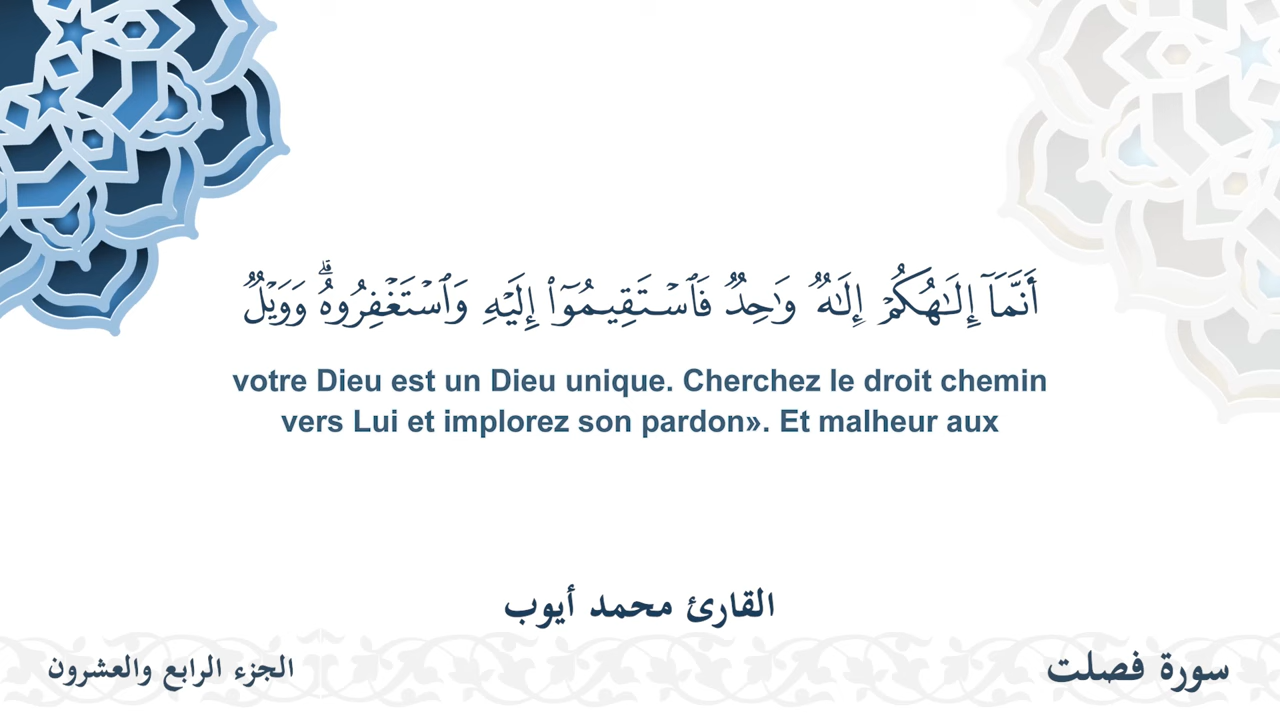 أَنَّمَآ إِلَـٰهُكُمْ إِلَـٰهٌ وَٰحِدٌ فَٱسْتَقِيمُوٓا۟ إِلَيْهِ وَٱسْتَغْفِرُوهُ ۗ وَوَيْلٌ
votre Dieu est un Dieu unique. Cherchez le droit chemin
vers Lui et implorez son pardon». Et malheur aux
القارئ محمد أيوب
سورة فصلت
الجزء الرابع والعشرون